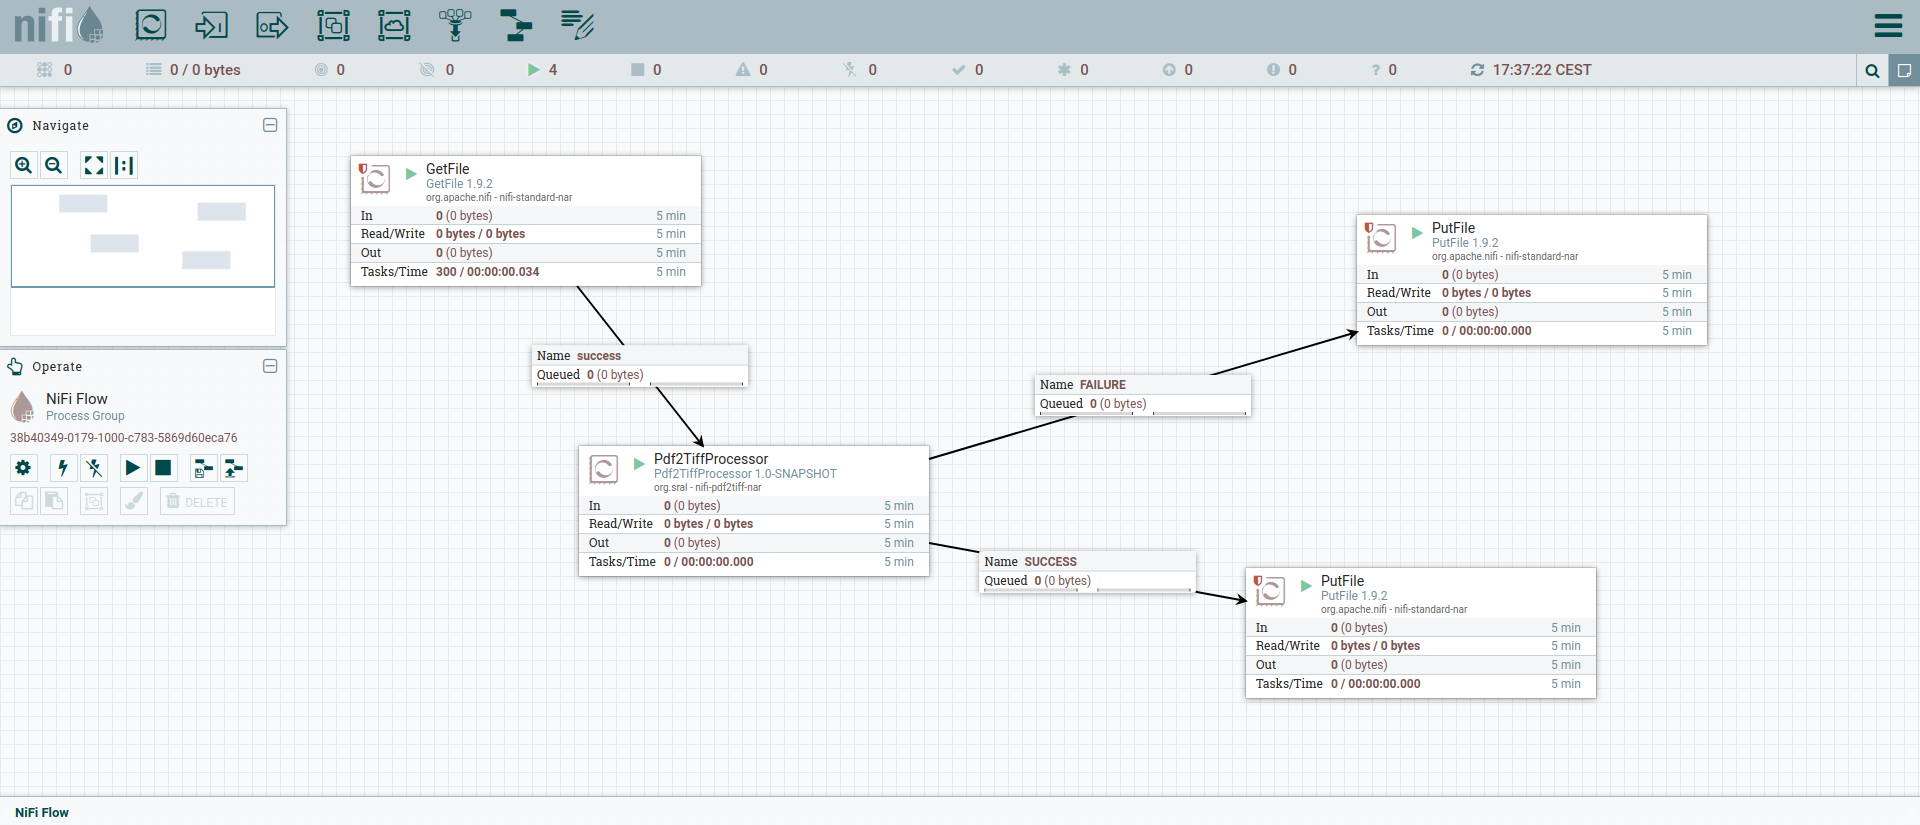 nifi
0
0 / 0 bytes
0
0
4
0
0
0
0
0
0
0
? 0
17:37:22 CEST
Navigate
Operate
NiFi Flow
Process Group
38b40349-0179-1000-c783-5869d60eca76
DELETE
GetFile
GetFile 1.9.2
org.apache.nifi - nifi-standard-nar
In 0 (0 bytes) 5 min
Read/Write 0 bytes / 0 bytes 5 min
Out 0 (0 bytes) 5 min
Tasks/Time 300 / 00:00:00.034 5 min
Name success
Queued 0 (0 bytes)
Pdf2TiffProcessor
Pdf2TiffProcessor 1.0-SNAPSHOT
org.sral - nifi-pdf2tiff-nar
In 0 (0 bytes) 5 min
Read/Write 0 bytes / 0 bytes 5 min
Out 0 (0 bytes) 5 min
Tasks/Time 0 / 00:00:00.000 5 min
Name FAILURE
Queued 0 (0 bytes)
PutFile
PutFile 1.9.2
org.apache.nifi - nifi-standard-nar
In 0 (0 bytes) 5 min
Read/Write 0 bytes / 0 bytes 5 min
Out 0 (0 bytes) 5 min
Tasks/Time 0 / 00:00:00.000 5 min
Name SUCCESS
Queued 0 (0 bytes)
PutFile
PutFile 1.9.2
org.apache.nifi - nifi-standard-nar
In 0 (0 bytes) 5 min
Read/Write 0 bytes / 0 bytes 5 min
Out 0 (0 bytes) 5 min
Tasks/Time 0 / 00:00:00.000 5 min
NiFi Flow